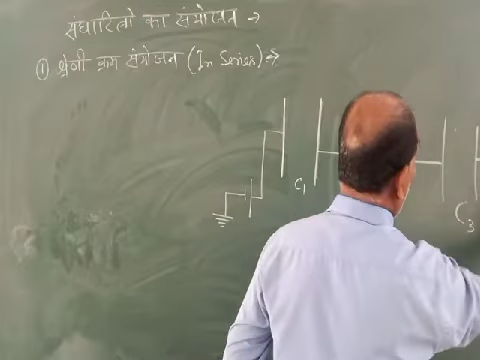 संधारित्रो का संयोजन →
① श्रेणी क्रम संयोजन (In Series) →
C₁
C₃